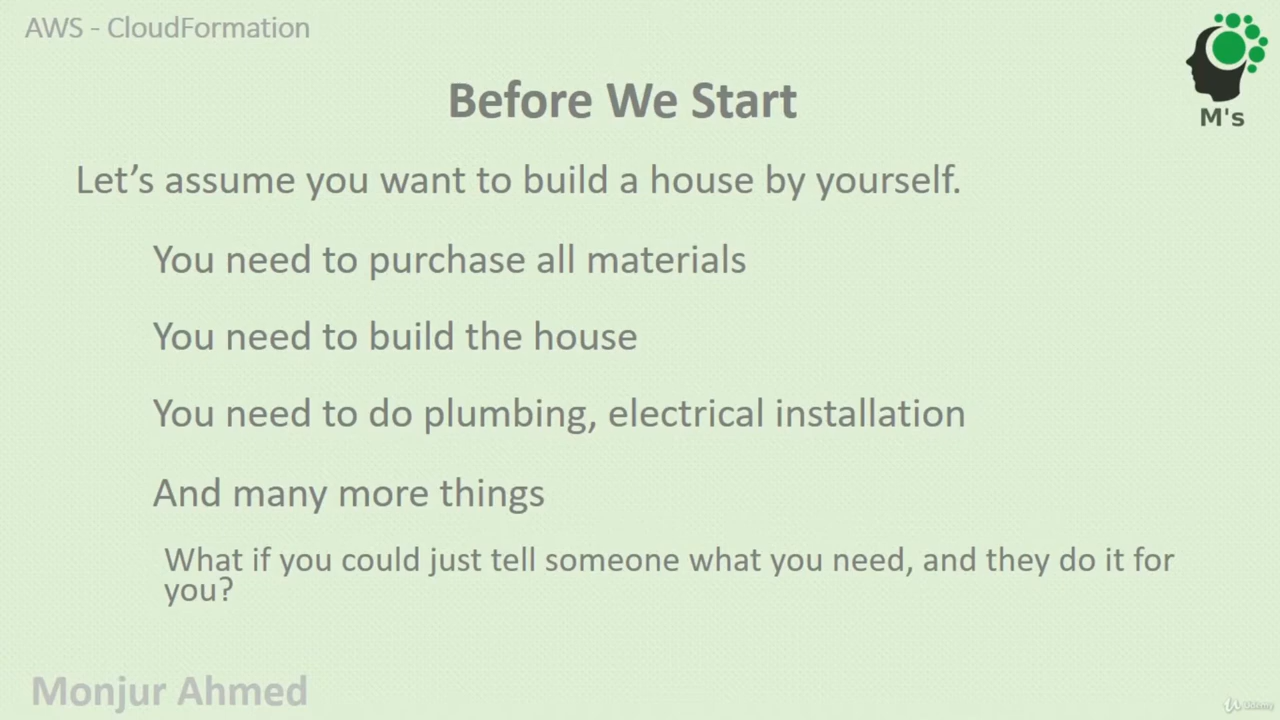 AWS - CloudFormation
M's
Before We Start
Let’s assume you want to build a house by yourself.
You need to purchase all materials
You need to build the house
You need to do plumbing, electrical installation
And many more things
What if you could just tell someone what you need, and they do it for
you?
Monjur Ahmed
Udemy